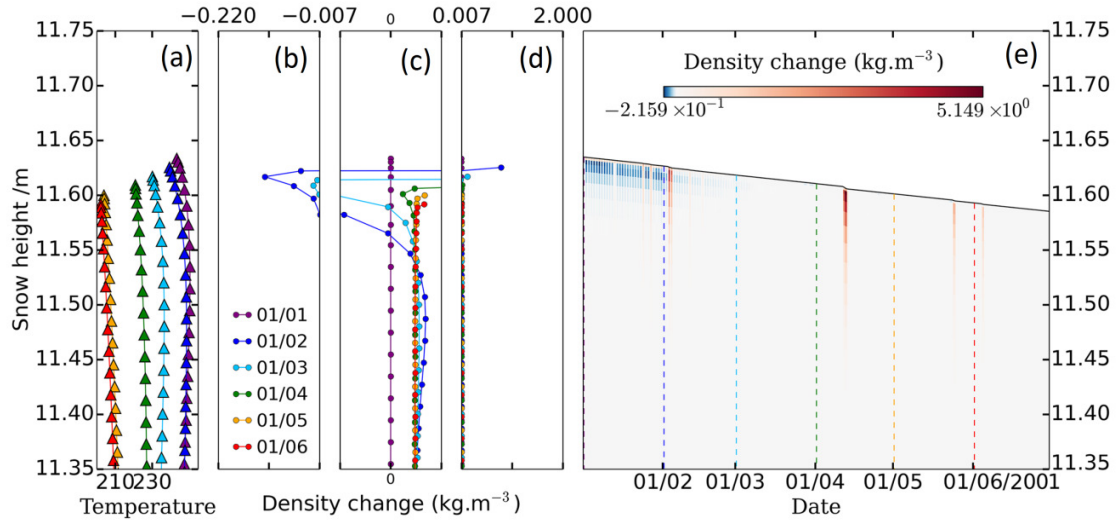 −0.220 −0.007 0 0.007 2.000
11.75 11.75
(a) (b) (c) (d) (e)
Density change (kg.m⁻³)
11.70 11.70
−2.159 ×10⁻¹ 5.149 ×10⁰
11.65 11.65
11.60 11.60
11.55 11.55
Snow height /m
11.50 11.50
01/01
01/02
11.45 11.45
01/03
01/04
11.40 11.40
01/05
01/06
11.35 11.35
210230 0 01/02 01/03 01/04 01/05 01/06/2001
Temperature Density change (kg.m⁻³) Date